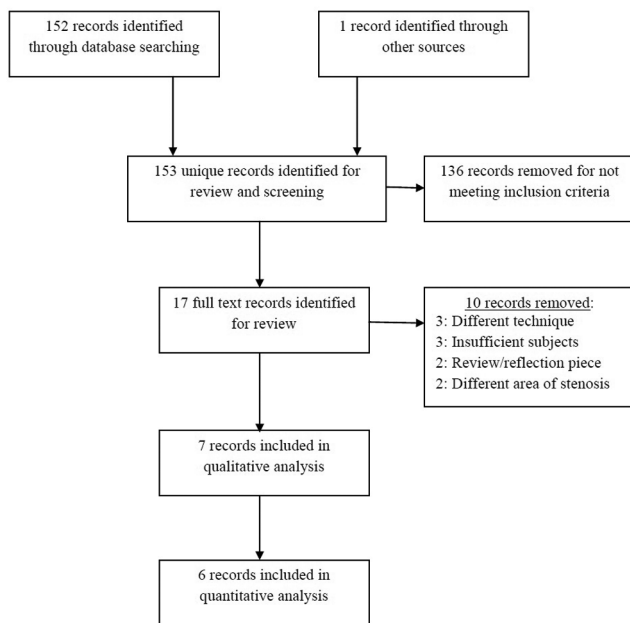 152 records identified
through database searching
1 record identified through
other sources
153 unique records identified for
review and screening
136 records removed for not
meeting inclusion criteria
17 full text records identified
for review
10 records removed:
3: Different technique
3: Insufficient subjects
2: Review/reflection piece
2: Different area of stenosis
7 records included in
qualitative analysis
6 records included in
quantitative analysis